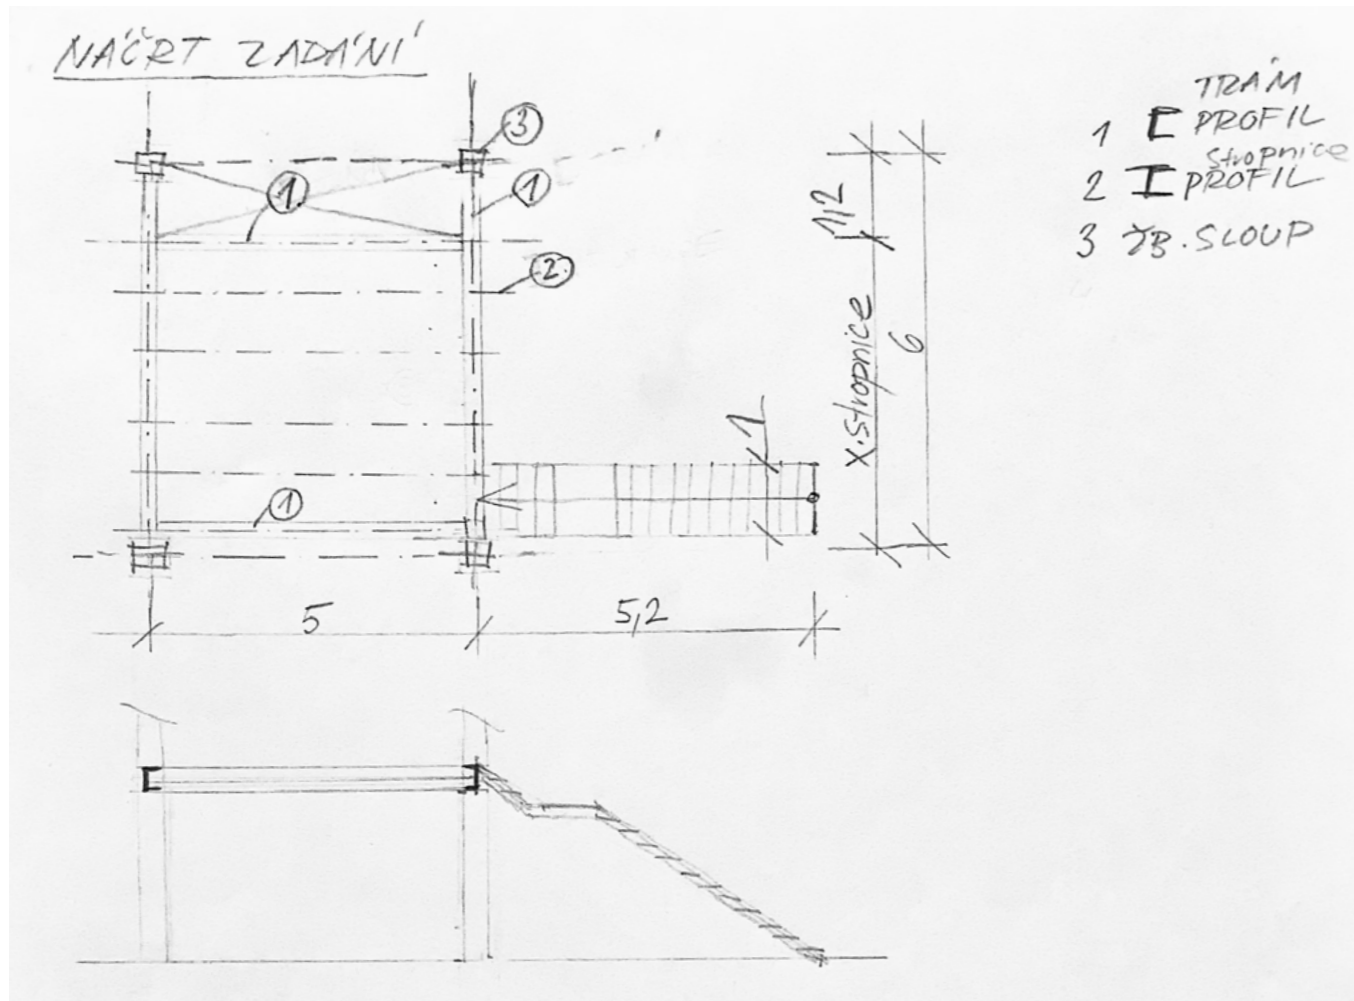 NÁČRT ZADÁNÍ
TRÁM
1 PROFIL
Stropnice
2 PROFIL
3 ŽB. SLOUP
3
1
1
2
1
1,2
x.stropnice
6
1
5
5,2